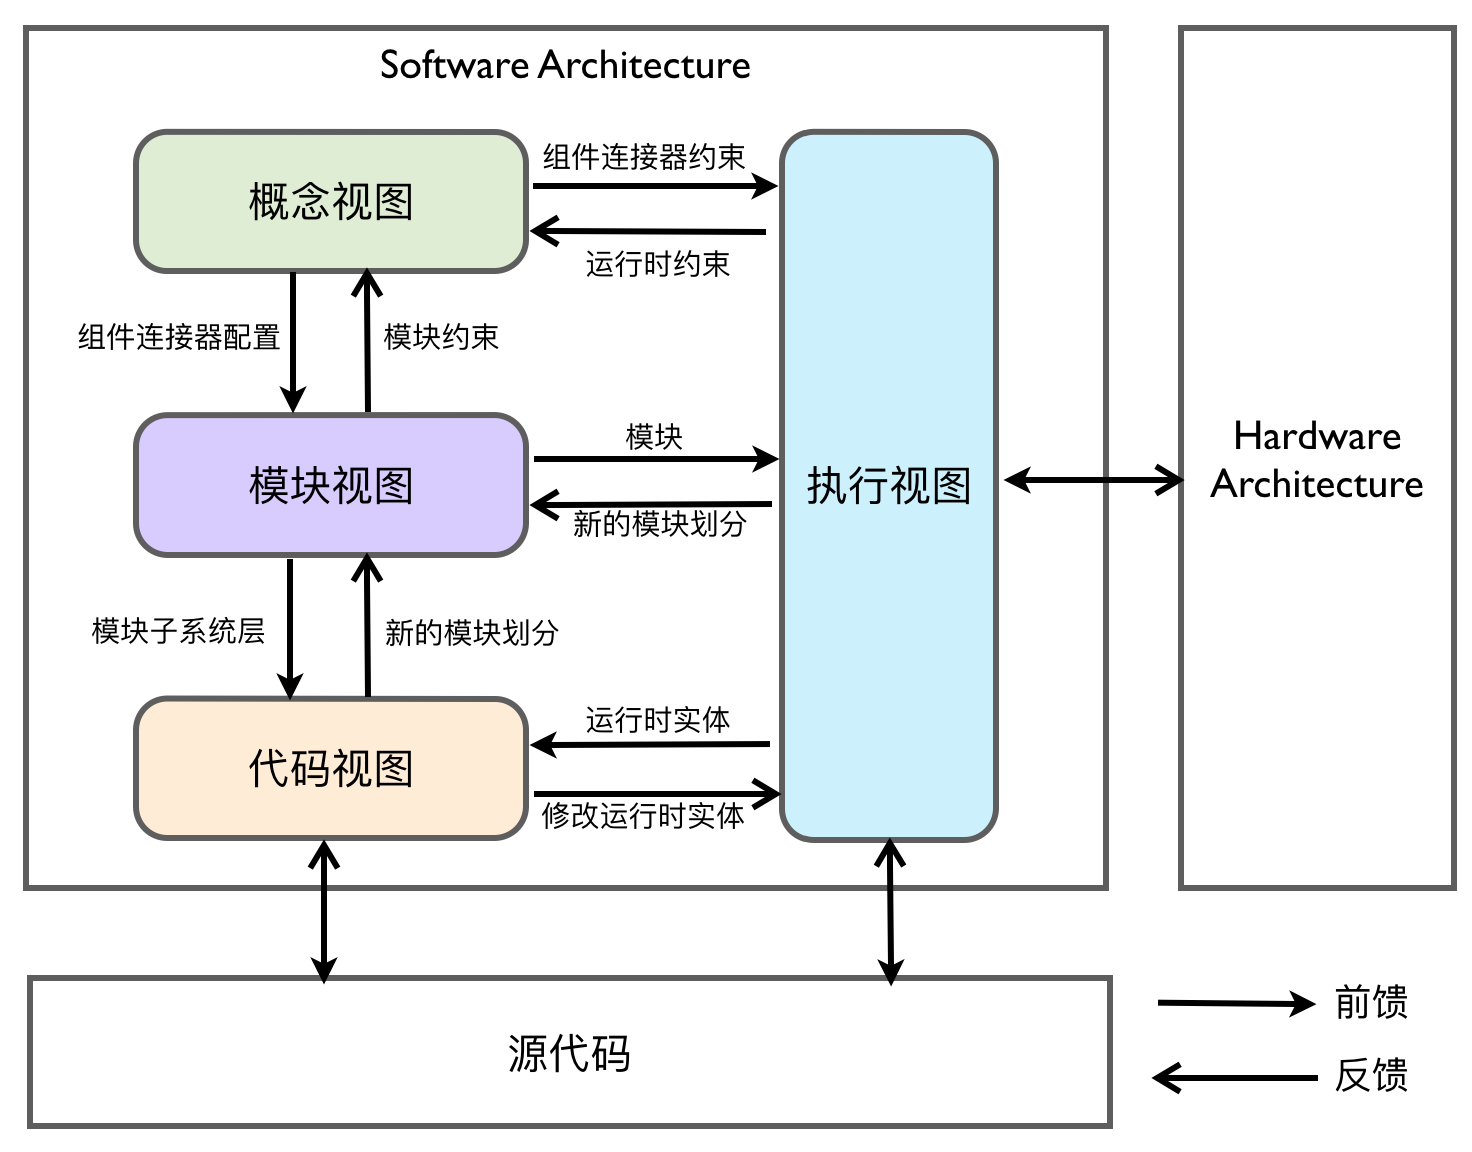 Software Architecture
概念视图
组件连接器约束
运行时约束
组件连接器配置
模块约束
模块视图
模块
新的模块划分
执行视图
Hardware
Architecture
模块子系统层
新的模块划分
代码视图
运行时实体
修改运行时实体
源代码
前馈
反馈